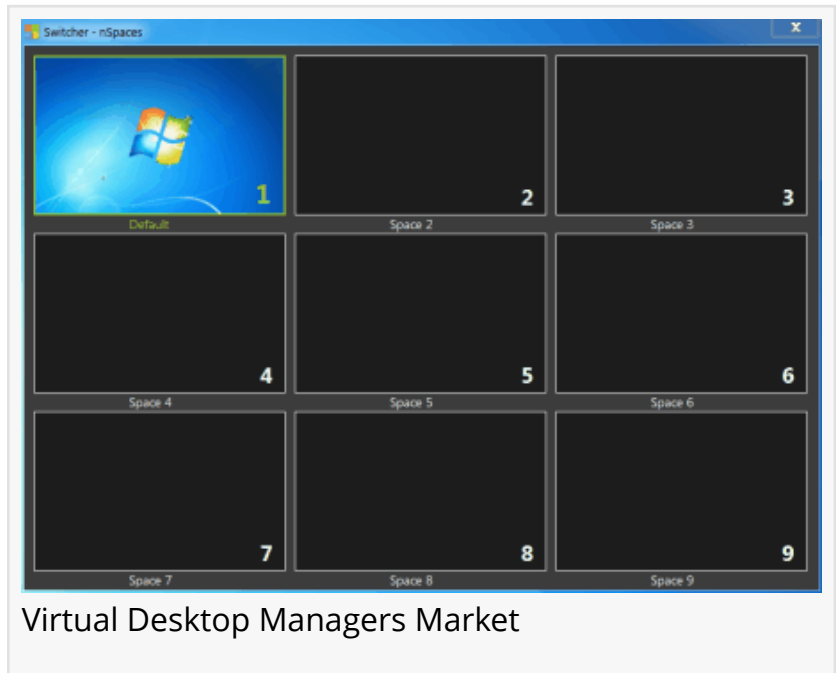 Switcher - nSpaces
x
1
2
3
Default
Space 2
Space 3
4
5
6
Space 4
Space 5
Space 6
7
8
9
Space 7
Space 8
Space 9
Virtual Desktop Managers Market